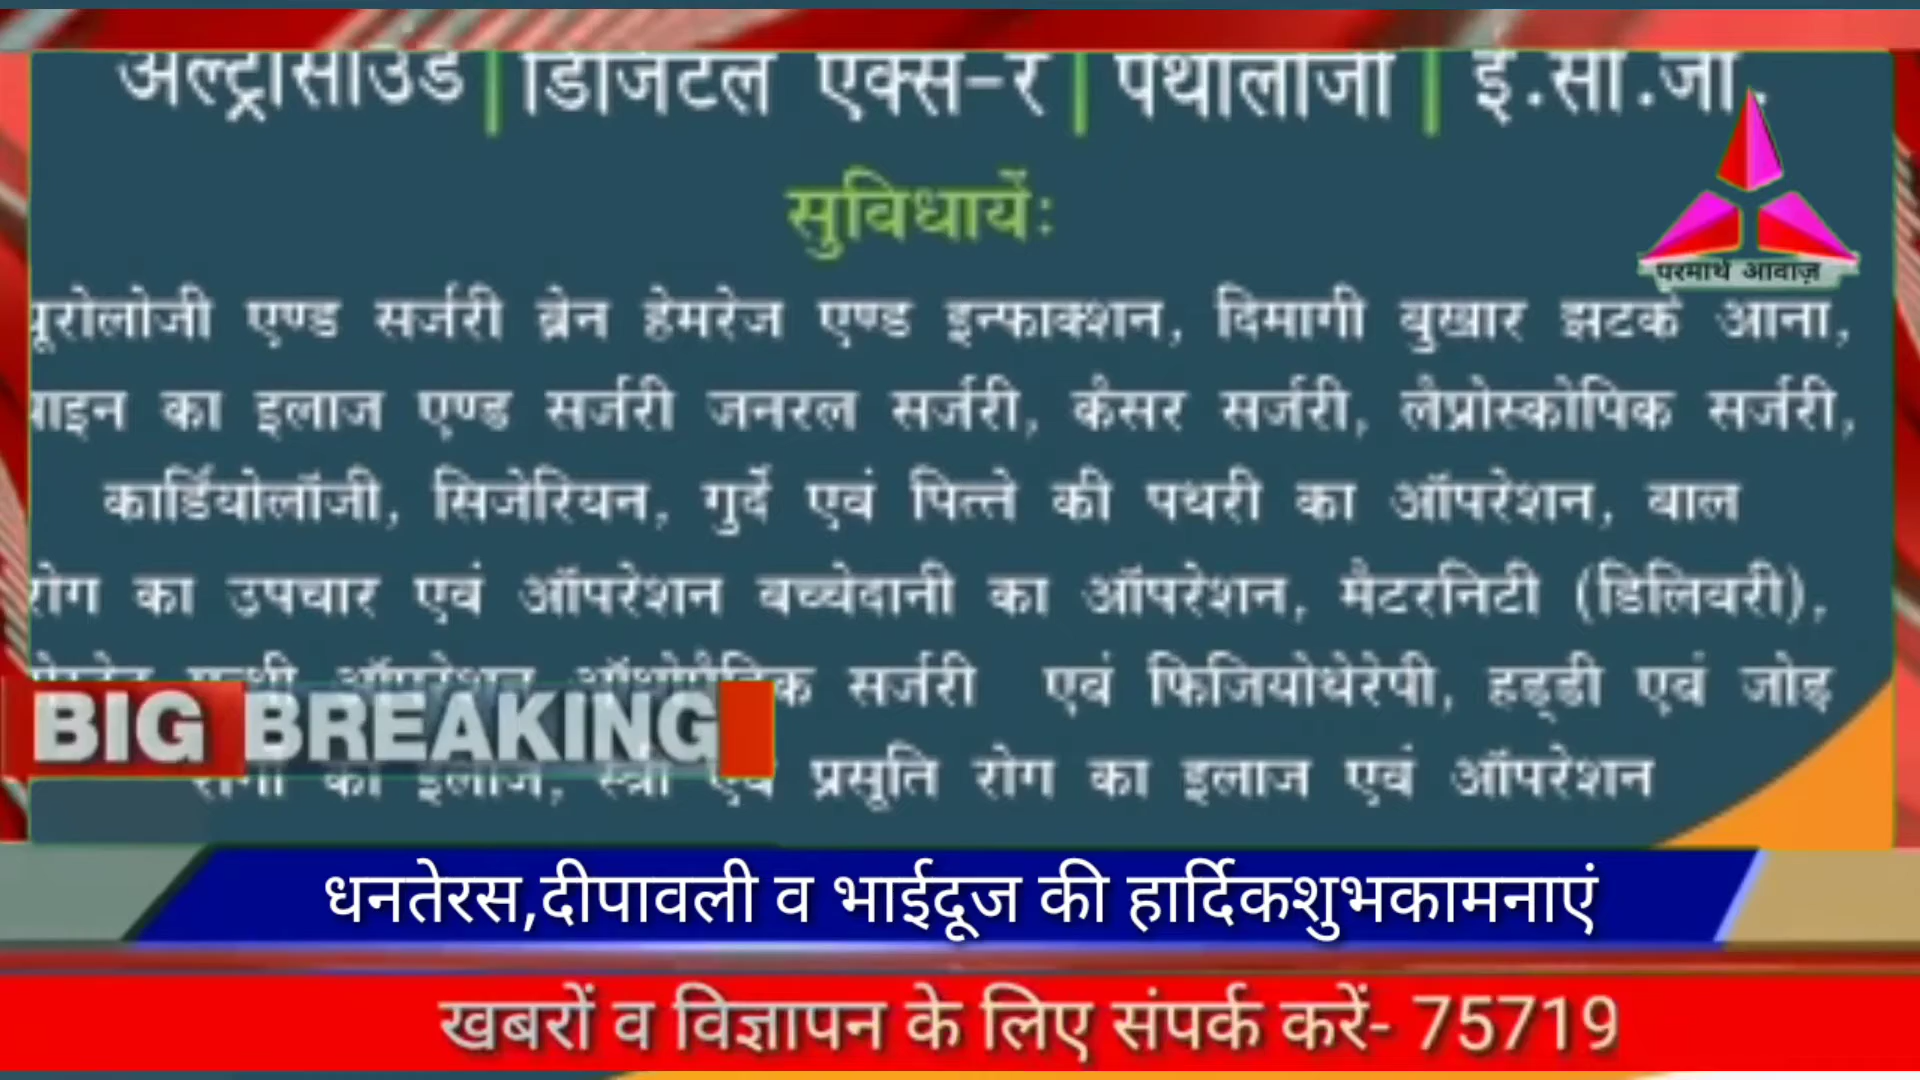 अल्ट्रासाउंड | डिजिटल एक्स-रे | पैथोलॉजी | ई.सी.जी.
सुविधायें:
परमार्थ आवाज़
एण्ड सर्जरी ब्रेन हेमरेज एण्ड इन्फाक्शन, दिमागी बुखार झटके आना,
का इलाज एण्ड सर्जरी जनरल सर्जरी, कैंसर सर्जरी, लैप्रोस्कोपिक सर्जरी,
कार्डियोलॉजी, सिजेरियन, गुर्दे एवं पित्ते की पथरी का ऑपरेशन, बाल
रोग का उपचार एवं ऑपरेशन बच्चेदानी का ऑपरेशन, मैटरनिटी (डिलिवरी),
सर्जरी एवं फिजियोथेरेपी, हड्डी एवं जोड़
BIG BREAKING
का इलाज, स्त्री एवं प्रसूति रोग का इलाज एवं ऑपरेशन
धनतेरस,दीपावली व भाईदूज की हार्दिकशुभकामनाएं
खबरों व विज्ञापन के लिए संपर्क करें- 75719